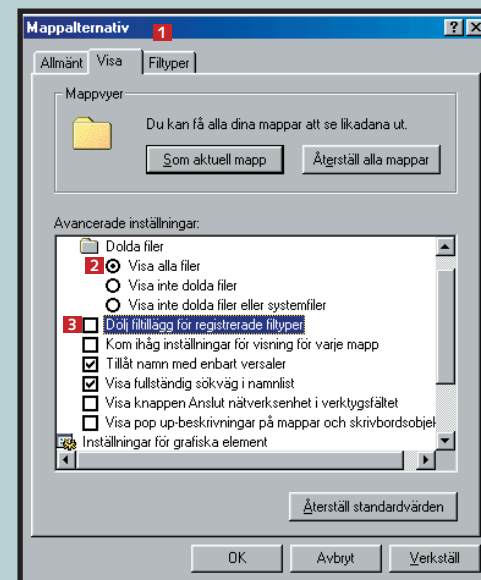 Mappalternativ 1 ? X
Allmänt Visa Filtyper
Mappvyer
Du kan få alla dina mappar att se likadana ut.
Som aktuell mapp Återställ alla mappar
Avancerade inställningar:
Dolda filer
2 Visa alla filer
Visa inte dolda filer
Visa inte dolda filer eller systemfiler
3 Dölj filtillägg för registrerade filtyper
Kom ihåg inställningar för visning för varje mapp
Tillåt namn med enbart versaler
Visa fullständig sökväg i namnlist
Visa knappen Anslut nätverksenhet i verktygsfältet
Visa pop up-beskrivningar på mappar och skrivbordsobjek
Inställningar för grafiska element
Återställ standardvärden
OK Avbryt Verkställ